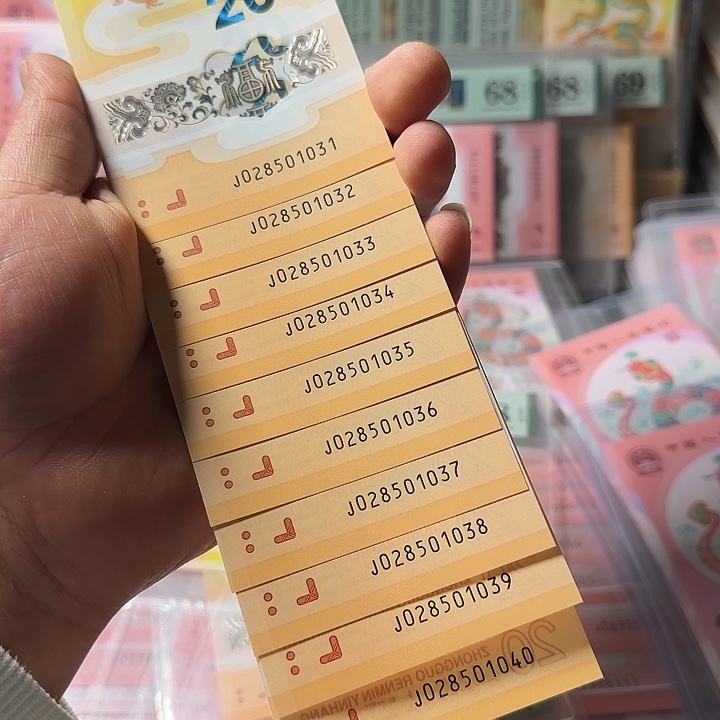 20
J028501031
J028501032
J028501033
J028501034
J028501035
J028501036
J028501037
J028501038
J028501039
20
ZHONGGUO RENMIN YINHANG
J028501040
68
68
69